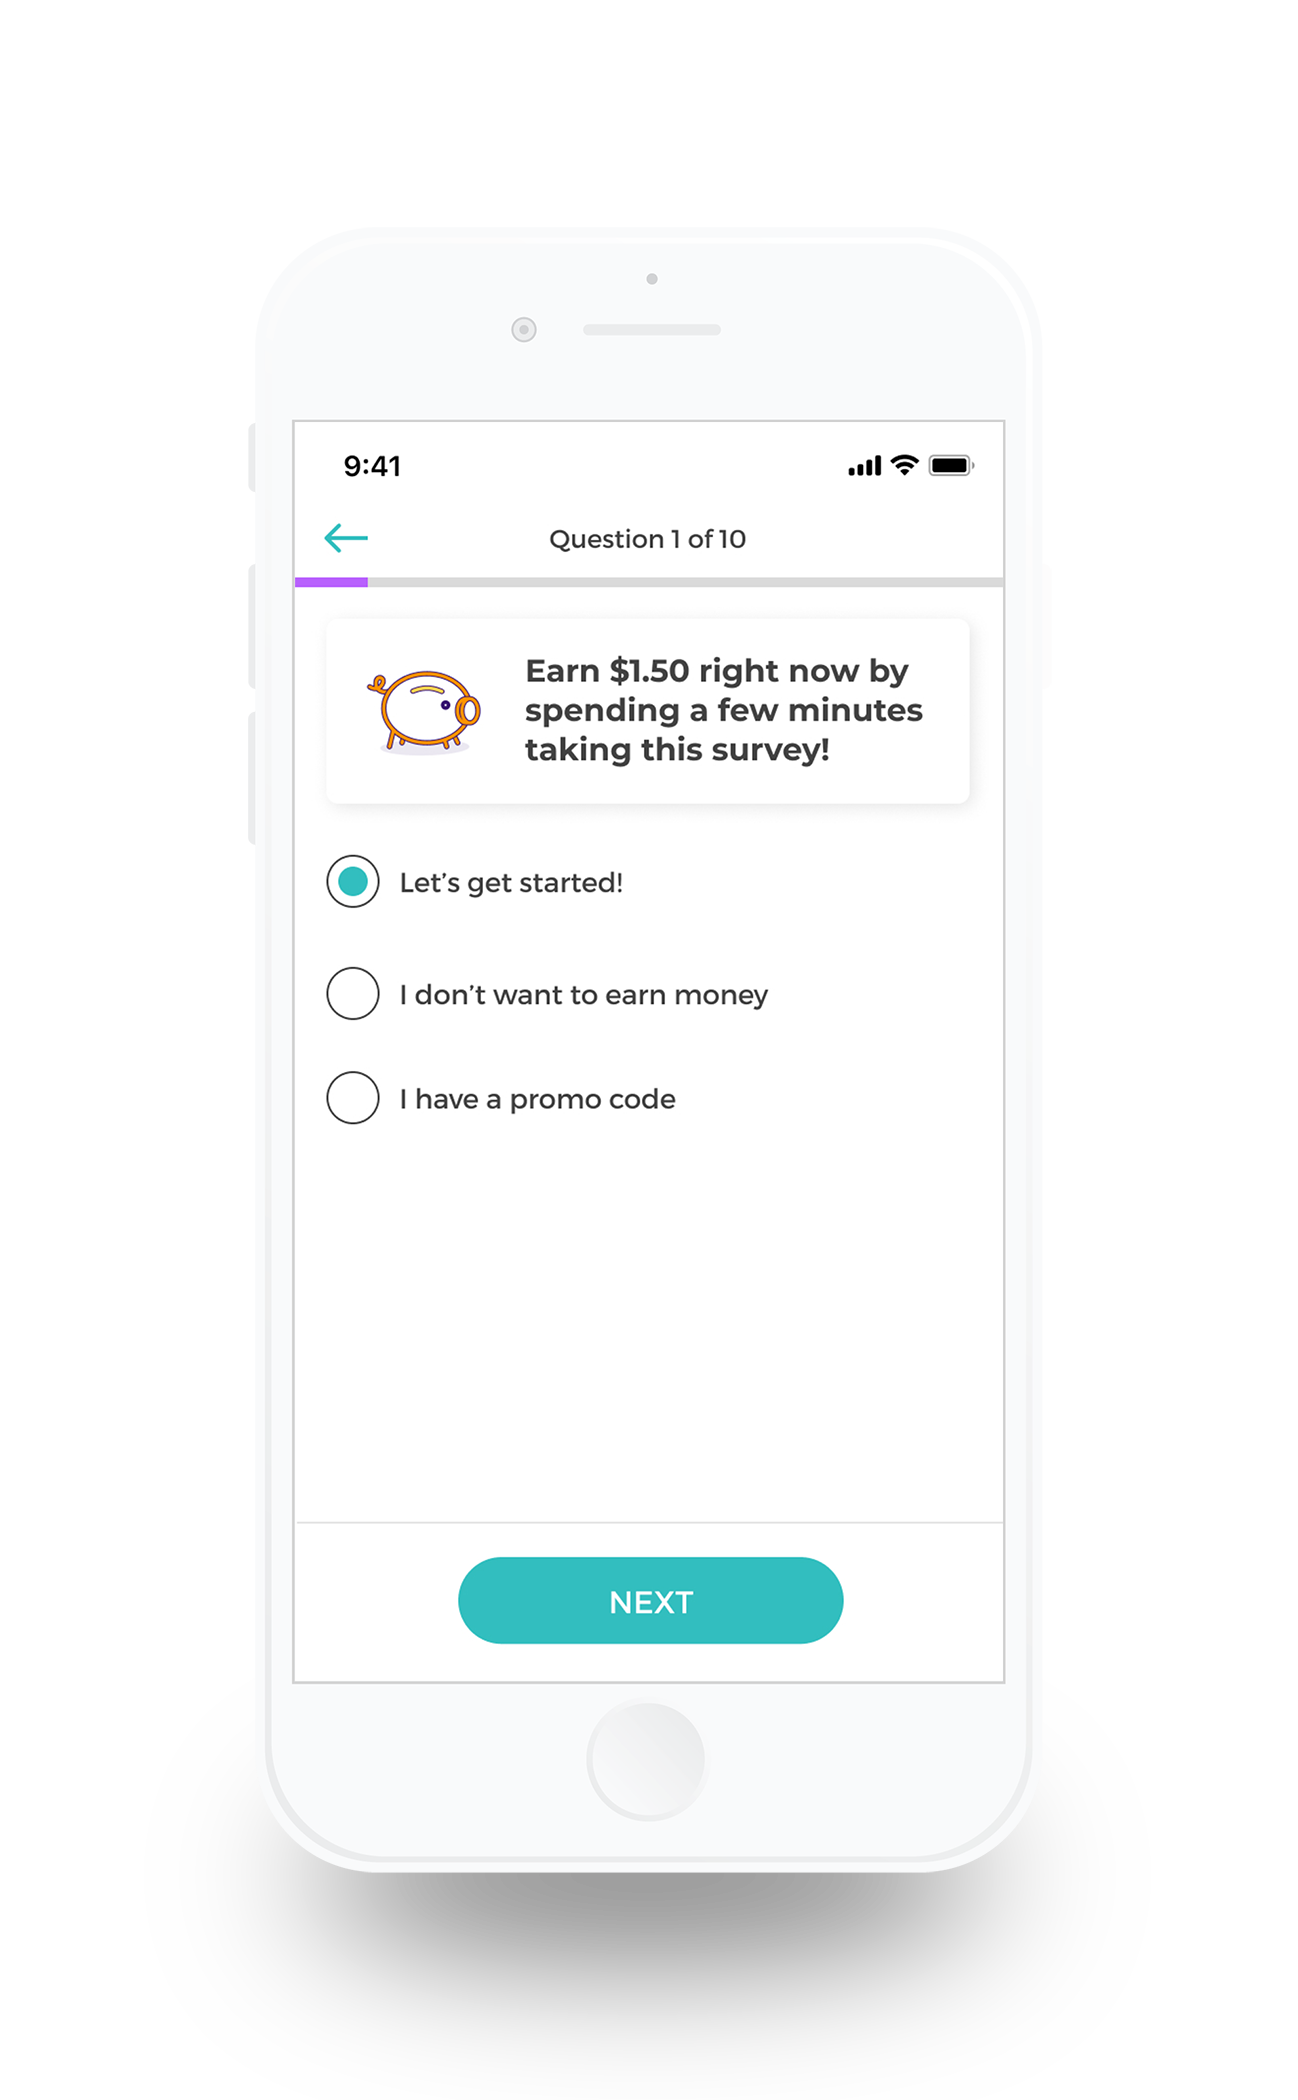 9:41
Question 1 of 10
Earn $1.50 right now by
spending a few minutes
taking this survey!
Let’s get started!
I don’t want to earn money
I have a promo code
NEXT